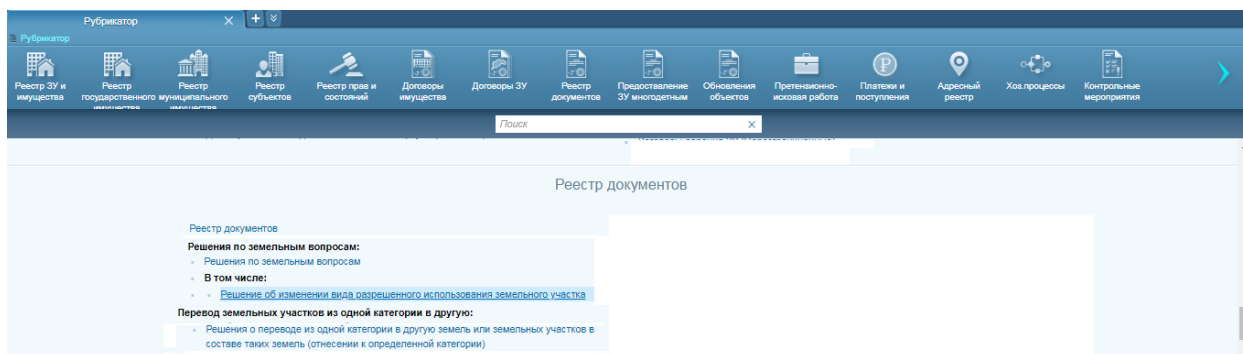 Рубрикатор
Рубрикатор
Реестр ЗУ и имущества
Реестр государственного имущества
Реестр муниципального имущества
Реестр субъектов
Реестр прав и состояний
Договоры имущества
Договоры ЗУ
Реестр документов
Предоставление ЗУ многодетным
Обновления объектов
Претензионно-исковая работа
Платежи и поступления
Адресный реестр
Хоз.процессы
Контрольные мероприятия
Поиск
Реестр документов
Реестр документов
Решения по земельным вопросам:
Решения по земельным вопросам
В том числе:
Решение об изменении вида разрешенного использования земельного участка
Перевод земельных участков из одной категории в другую:
Решения о переводе из одной категории в другую земель или земельных участков в
составе таких земель (отнесении к определенной категории)